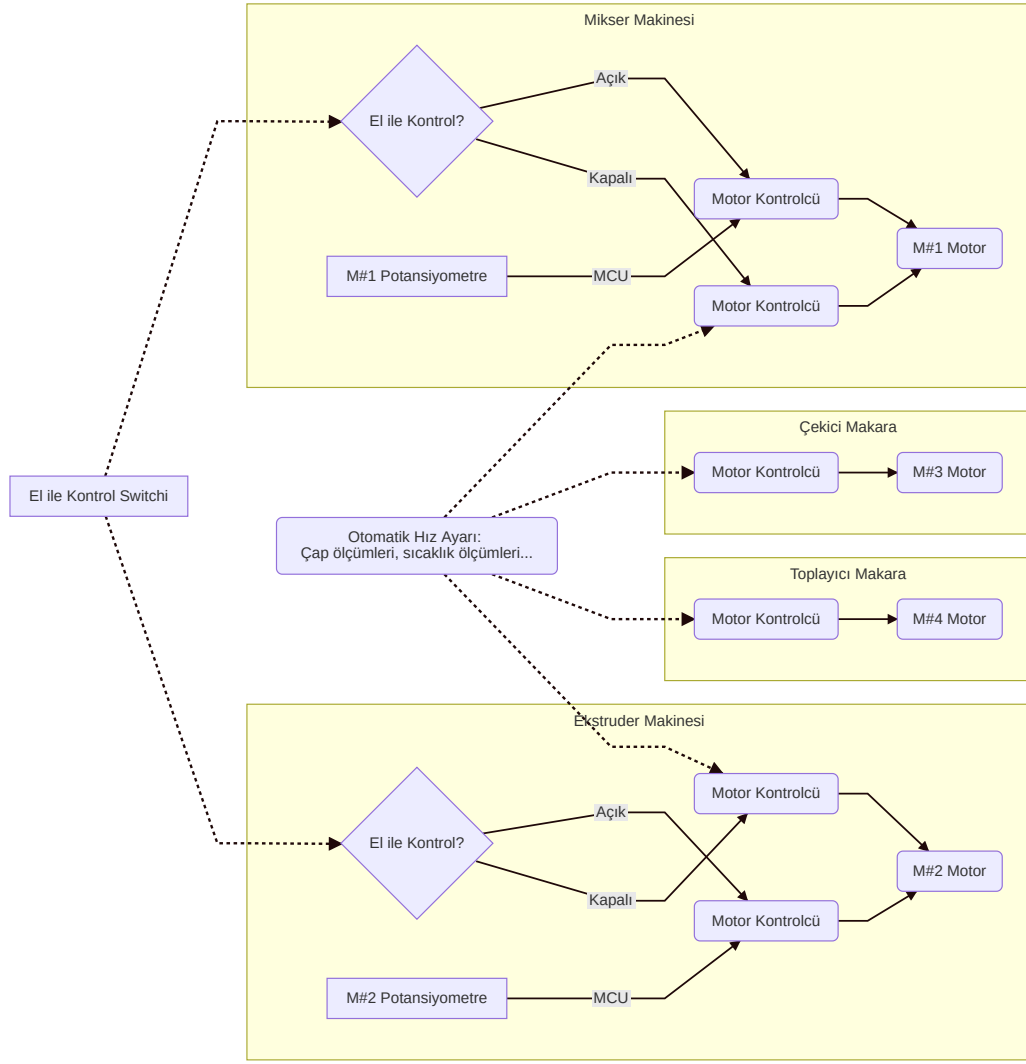 Mikser Makinesi
El ile Kontrol?
Açık
Kapalı
Motor Kontrolcü
M#1 Motor
M#1 Potansiyometre
MCU
Motor Kontrolcü
Çekici Makara
Motor Kontrolcü
M#3 Motor
El ile Kontrol Switchi
Otomatik Hız Ayarı:
Çap ölçümleri, sıcaklık ölçümleri...
Toplayıcı Makara
Motor Kontrolcü
M#4 Motor
Ekstruder Makinesi
Motor Kontrolcü
El ile Kontrol?
Açık
Kapalı
M#2 Motor
Motor Kontrolcü
M#2 Potansiyometre
MCU